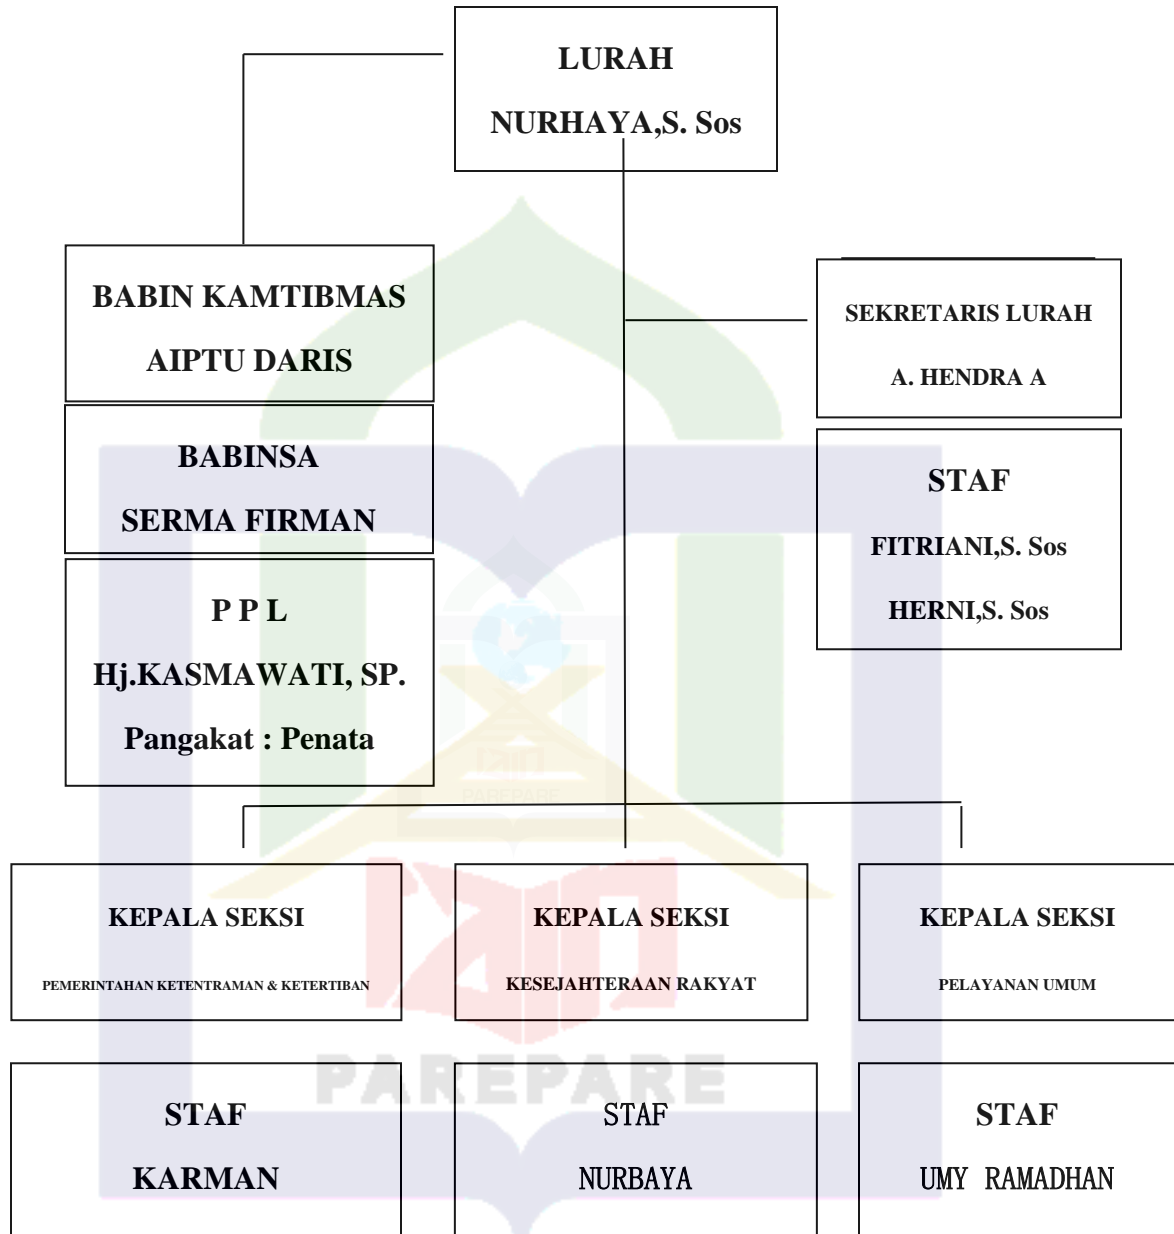 LURAH
NURHAYA,S. Sos
BABIN KAMTIBMAS
AIPTU DARIS
SEKRETARIS LURAH
A. HENDRA A
BABINSA
SERMA FIRMAN
STAF
FITRIANI,S. Sos
HERNI,S. Sos
P P L
Hj.KASMAWATI, SP.
Pangakat : Penata
PAREPARE
KEPALA SEKSI
PEMERINTAHAN KETENTRAMAN & KETERTIBAN
KEPALA SEKSI
KESEJAHTERAAN RAKYAT
KEPALA SEKSI
PELAYANAN UMUM
PAREPARE
STAF
KARMAN
STAF
NURBAYA
STAF
UMY RAMADHAN